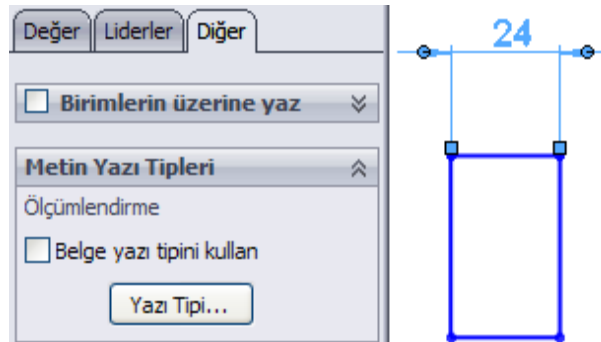 Değer Liderler Diğer
Birimlerin üzerine yaz
Metin Yazı Tipleri
Ölçümlendirme
Belge yazı tipini kullan
Yazı Tipi...
24